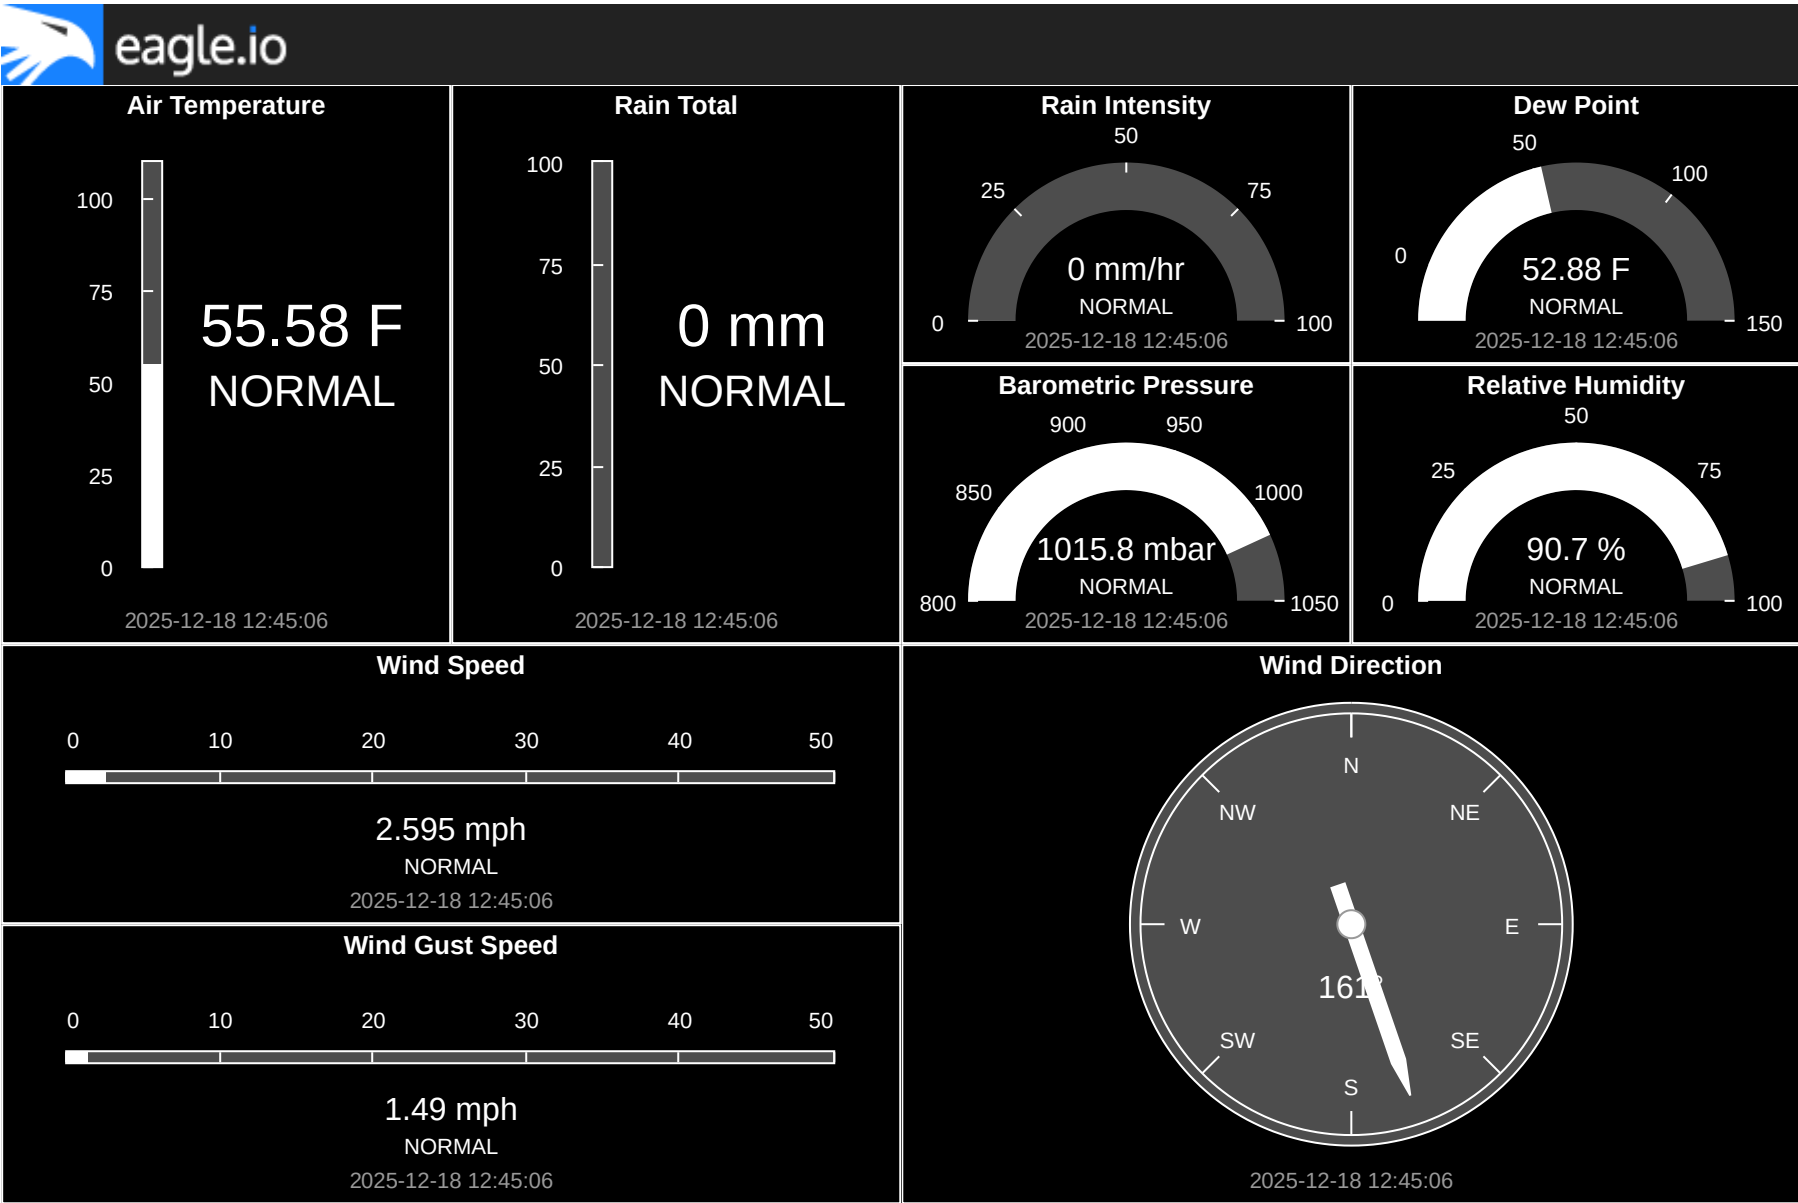 eagle.io
Air Temperature
100
75
50
25
0
55.58 F
NORMAL
2025-12-18 12:45:06
Rain Total
100
75
50
25
0
0 mm
NORMAL
2025-12-18 12:45:06
Rain Intensity
50
25
75
0
100
0 mm/hr
NORMAL
2025-12-18 12:45:06
Dew Point
50
100
0
150
52.88 F
NORMAL
2025-12-18 12:45:06
Barometric Pressure
900
950
850
1000
800
1050
1015.8 mbar
NORMAL
2025-12-18 12:45:06
Relative Humidity
50
25
75
0
100
90.7 %
NORMAL
2025-12-18 12:45:06
Wind Speed
0 10 20 30 40 50
2.595 mph
NORMAL
2025-12-18 12:45:06
Wind Direction
N
NW NE
W E
161°
SW SE
S
2025-12-18 12:45:06
Wind Gust Speed
0 10 20 30 40 50
1.49 mph
NORMAL
2025-12-18 12:45:06